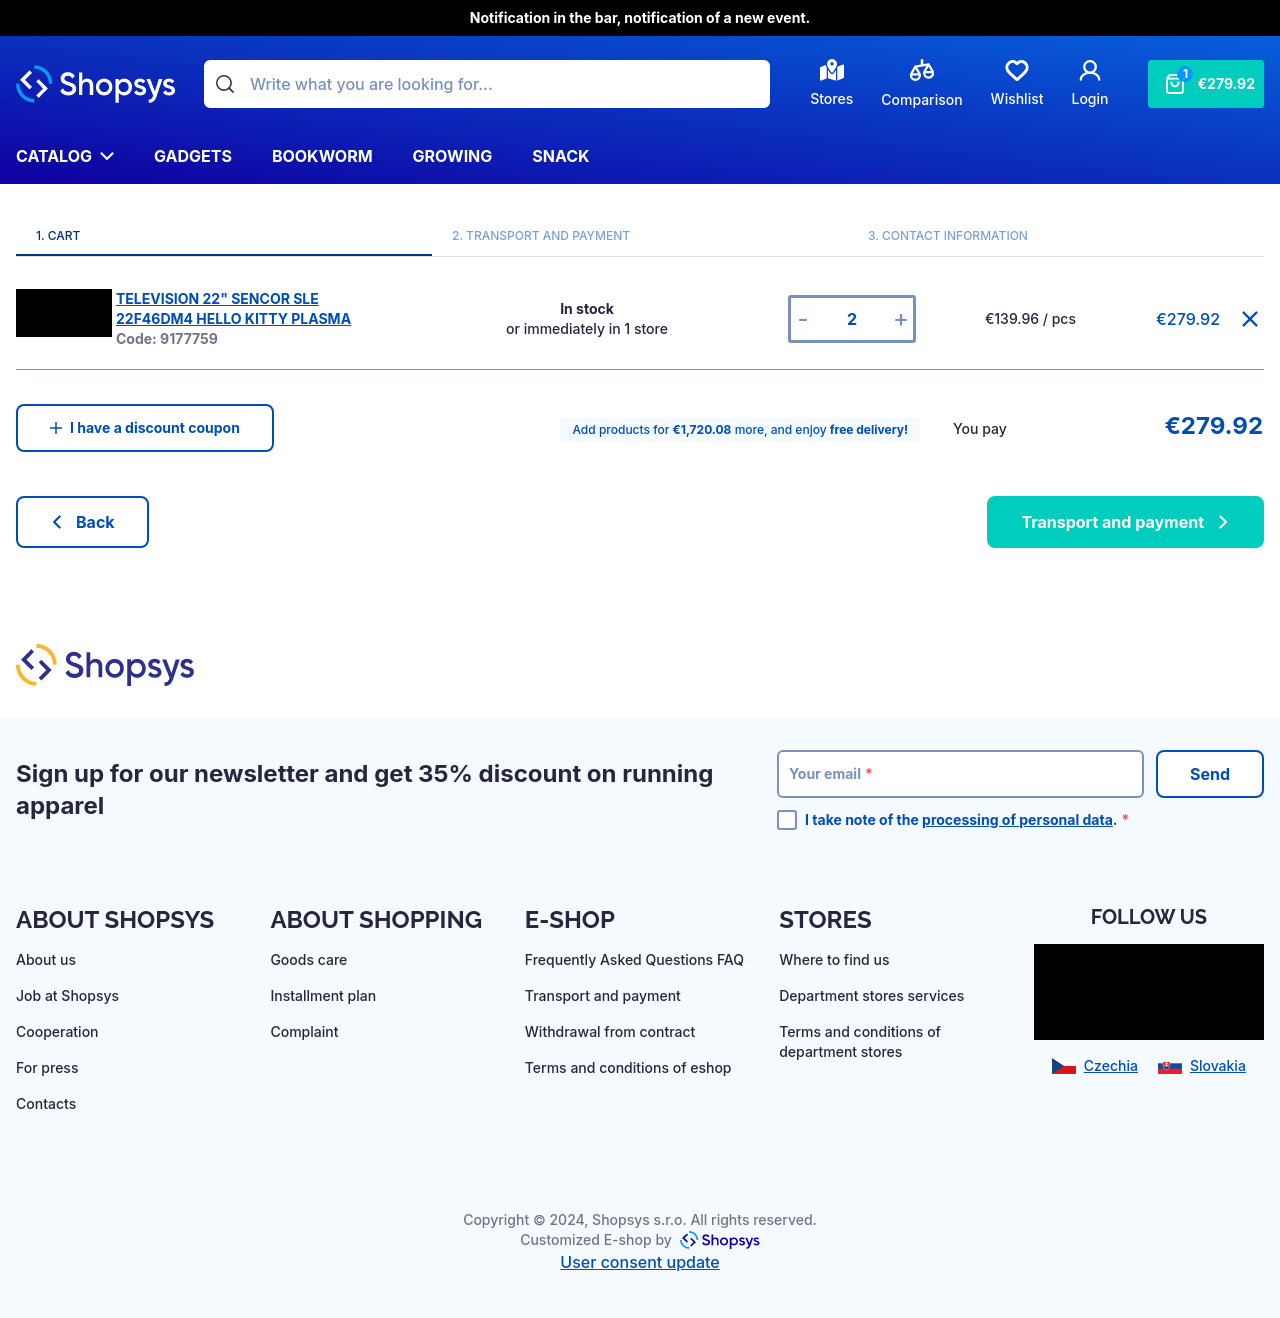 Notification in the bar, notification of a new event.
Shopsys
Write what you are looking for...
Stores
Comparison
Wishlist
Login
1
€279.92
CATALOG
GADGETS
BOOKWORM
GROWING
SNACK
1. CART
2. TRANSPORT AND PAYMENT
3. CONTACT INFORMATION
TELEVISION 22" SENCOR SLE
22F46DM4 HELLO KITTY PLASMA
Code: 9177759
In stock
or immediately in 1 store
- 2 +
€139.96 / pcs
€279.92
I have a discount coupon
Add products for €1,720.08 more, and enjoy free delivery!
You pay
€279.92
Back
Transport and payment
Shopsys
Sign up for our newsletter and get 35% discount on running
apparel
Your email *
Send
I take note of the processing of personal data. *
ABOUT SHOPSYS
About us
Job at Shopsys
Cooperation
For press
Contacts
ABOUT SHOPPING
Goods care
Installment plan
Complaint
E-SHOP
Frequently Asked Questions FAQ
Transport and payment
Withdrawal from contract
Terms and conditions of eshop
STORES
Where to find us
Department stores services
Terms and conditions of
department stores
FOLLOW US
Czechia
Slovakia
Copyright © 2024, Shopsys s.r.o. All rights reserved.
Customized E-shop by Shopsys
User consent update